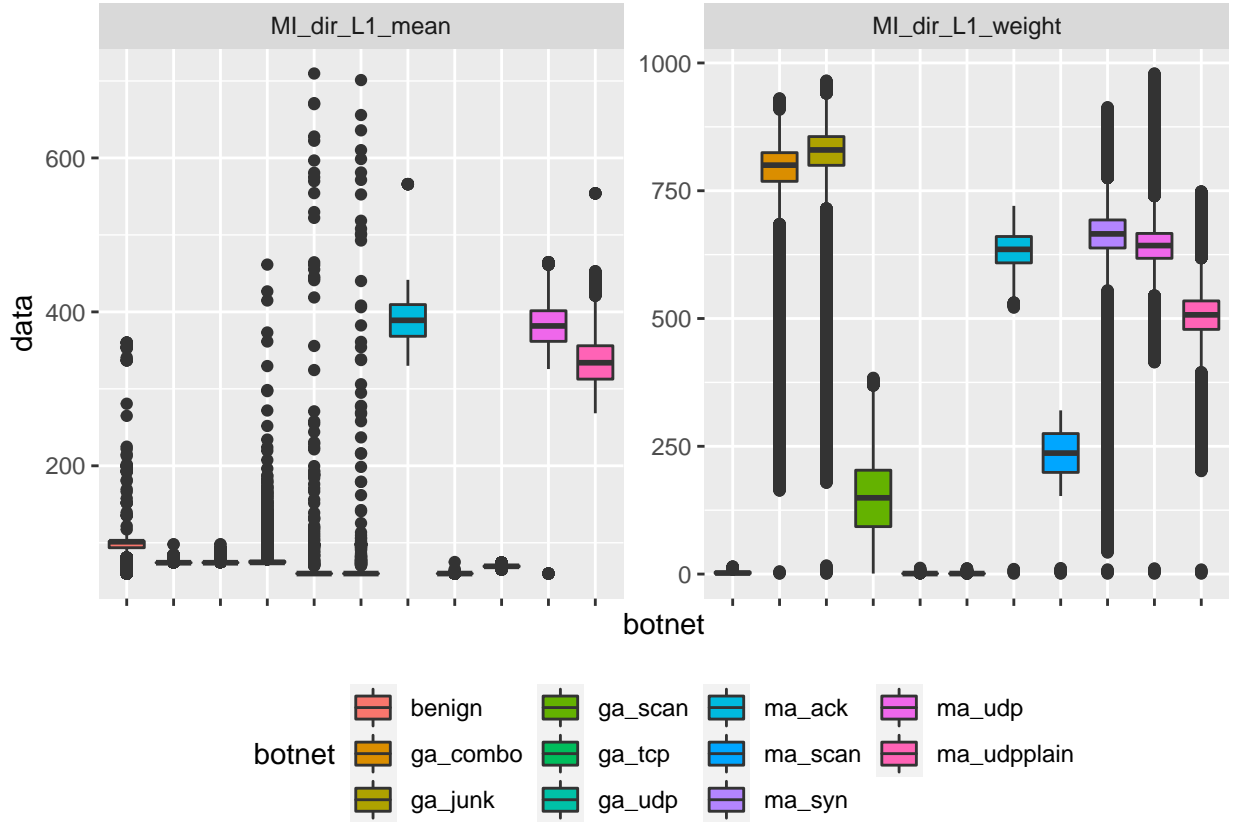 MI_dir_L1_mean
MI_dir_L1_weight
data
600
400
200
1000
750
500
250
0
botnet
botnet
benign
ga_combo
ga_junk
ga_scan
ga_tcp
ga_udp
ma_ack
ma_scan
ma_syn
ma_udp
ma_udpplain